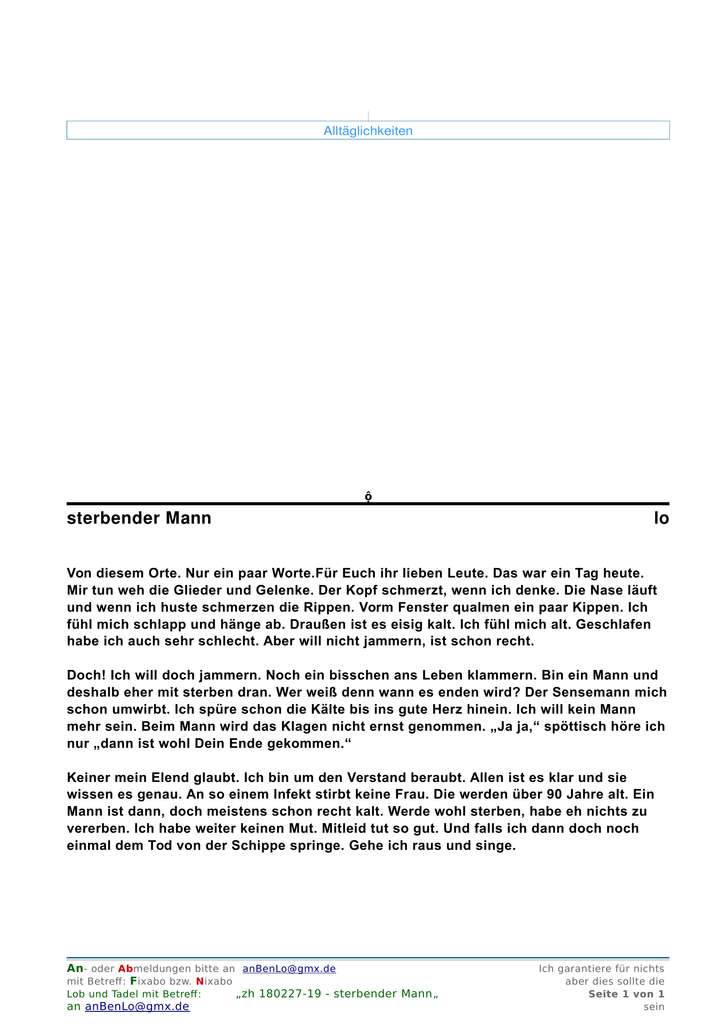 Alltäglichkeiten
ộ
sterbender Mann lo
Von diesem Orte. Nur ein paar Worte.Für Euch ihr lieben Leute. Das war ein Tag heute.
Mir tun weh die Glieder und Gelenke. Der Kopf schmerzt, wenn ich denke. Die Nase läuft
und wenn ich huste schmerzen die Rippen. Vorm Fenster qualmen ein paar Kippen. Ich
fühl mich schlapp und hänge ab. Draußen ist es eisig kalt. Ich fühl mich alt. Geschlafen
habe ich auch sehr schlecht. Aber will nicht jammern, ist schon recht.
Doch! Ich will doch jammern. Noch ein bisschen ans Leben klammern. Bin ein Mann und
deshalb eher mit sterben dran. Wer weiß denn wann es enden wird? Der Sensemann mich
schon umwirbt. Ich spüre schon die Kälte bis ins gute Herz hinein. Ich will kein Mann
mehr sein. Beim Mann wird das Klagen nicht ernst genommen. „Ja ja,“ spöttisch höre ich
nur „dann ist wohl Dein Ende gekommen.“
Keiner mein Elend glaubt. Ich bin um den Verstand beraubt. Allen ist es klar und sie
wissen es genau. An so einem Infekt stirbt keine Frau. Die werden über 90 Jahre alt. Ein
Mann ist dann, doch meistens schon recht kalt. Werde wohl sterben, habe eh nichts zu
vererben. Ich habe weiter keinen Mut. Mitleid tut so gut. Und falls ich dann doch noch
einmal dem Tod von der Schippe springe. Gehe ich raus und singe.
An- oder Abmeldungen bitte an anBenLo@gmx.de Ich garantiere für nichts
mit Betreff: Fixabo bzw. Nixabo aber dies sollte die
Lob und Tadel mit Betreff: „zh 180227-19 - sterbender Mann„ Seite 1 von 1
an anBenLo@gmx.de sein